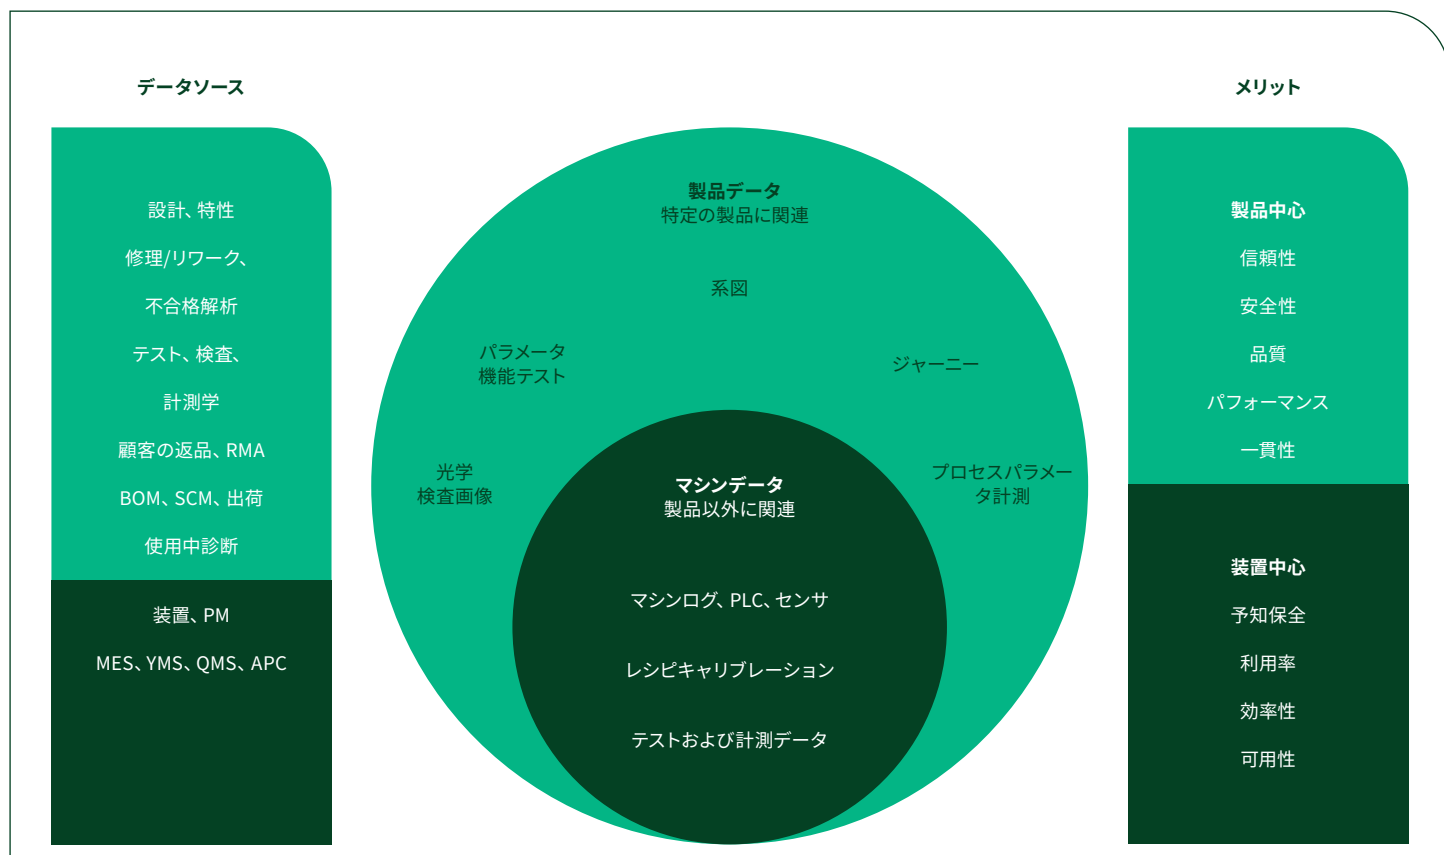 データソース
設計、特性
修理/リワーク、
不合格解析
テスト、検査、
計測学
顧客の返品、RMA
BOM、SCM、出荷
使用中診断
装置、PM
MES、YMS、QMS、APC
製品データ
特定の製品に関連
系図
パラメータ
機能テスト
ジャーニー
光学
検査画像
プロセスパラメー
タ計測
マシンデータ
製品以外に関連
マシンログ、PLC、センサ
レシピキャリブレーション
テストおよび計測データ
メリット
製品中心
信頼性
安全性
品質
パフォーマンス
一貫性
装置中心
予知保全
利用率
効率性
可用性